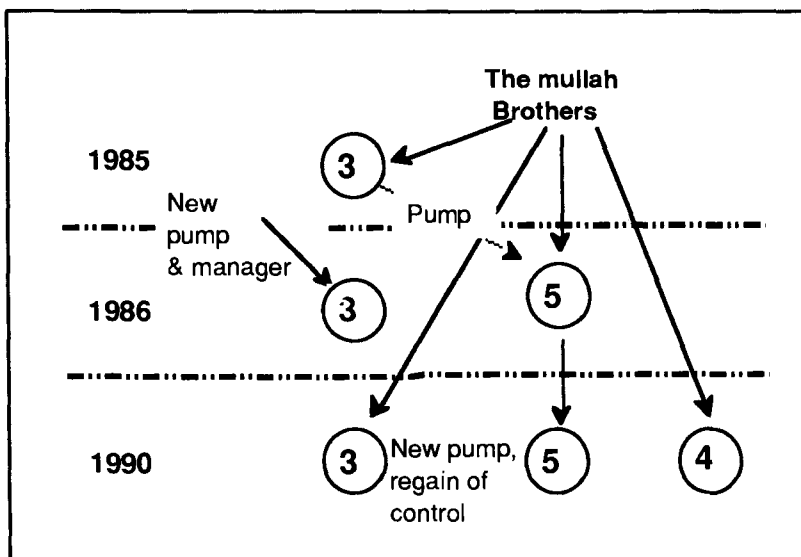 The mullah
Brothers
1985
3
Pump
New
pump
& manager
1986
3
5
1990
3
New pump,
regain of
control
5
4